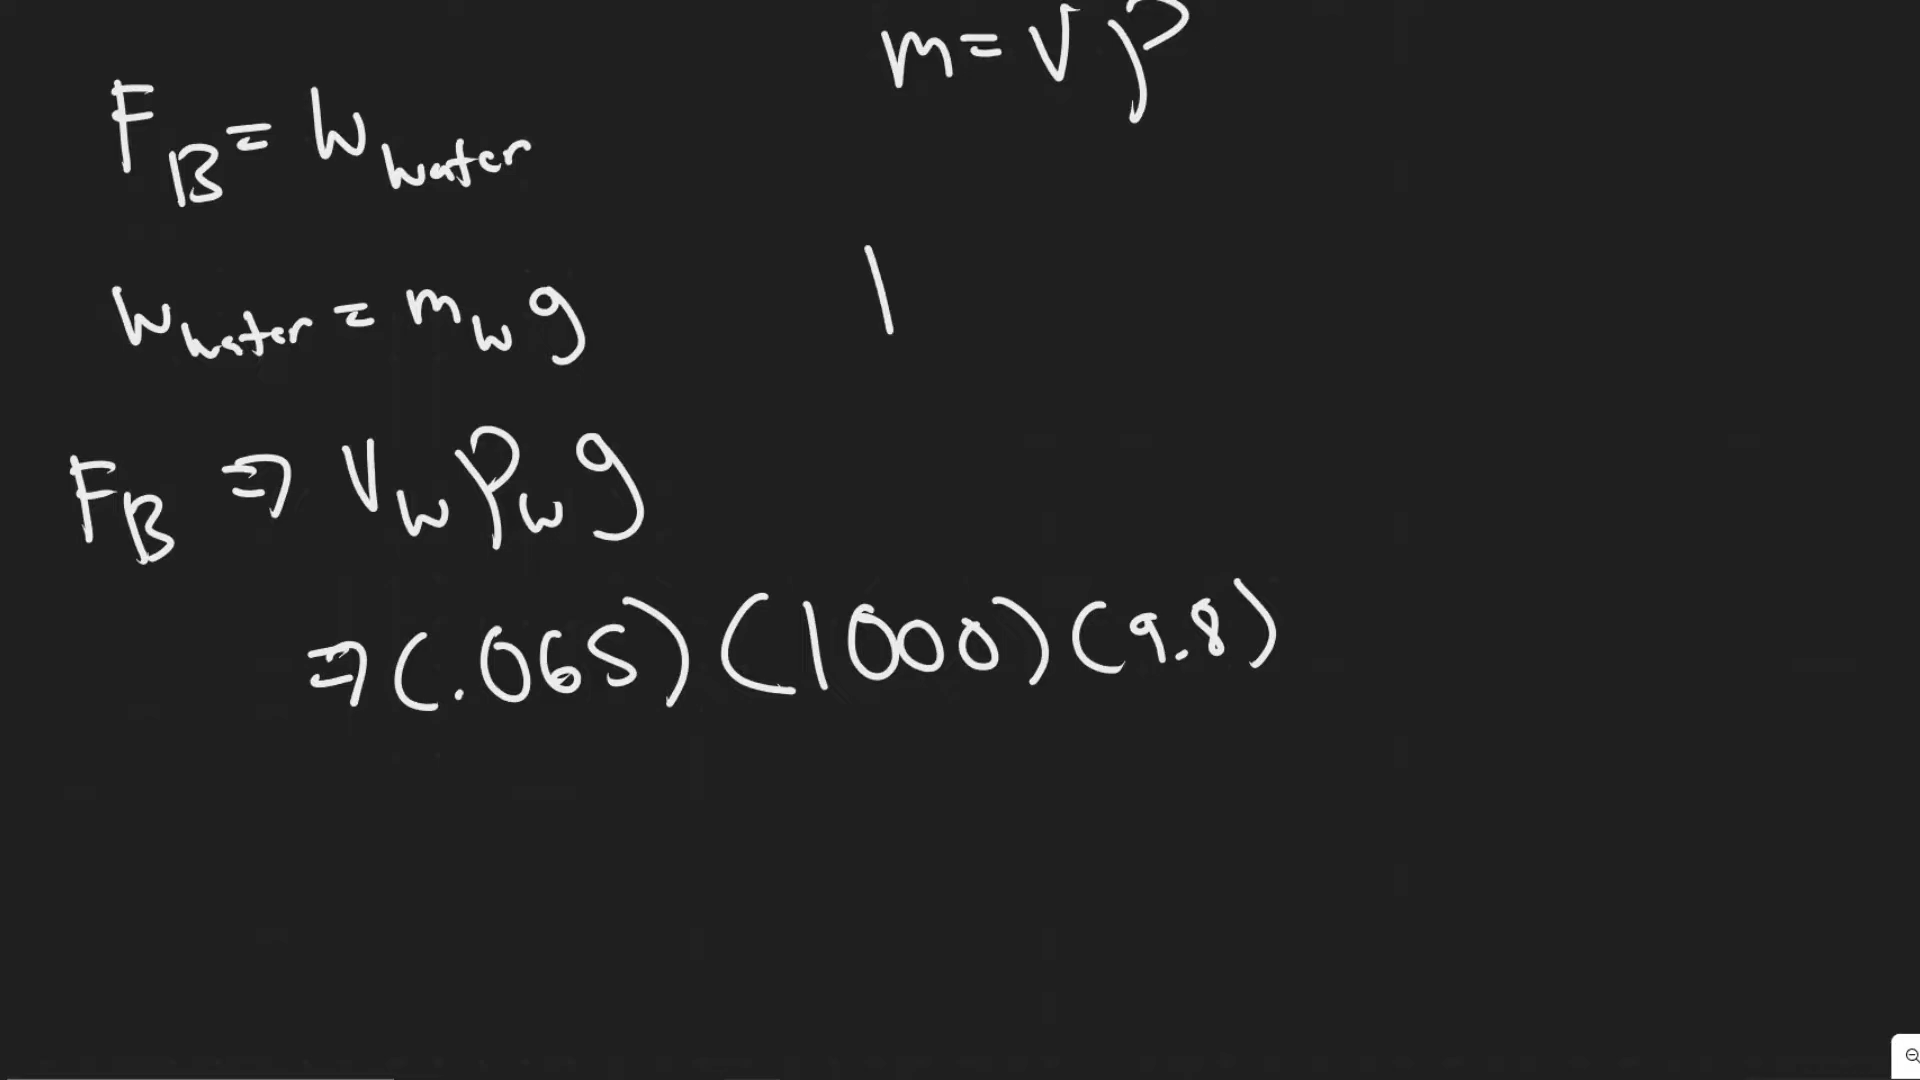 m = Vρ
F_B = W_water
W_water = m_w g
F_B ⇒ V_w ρ_w g
⇒ (.065) (1000) (9.8)